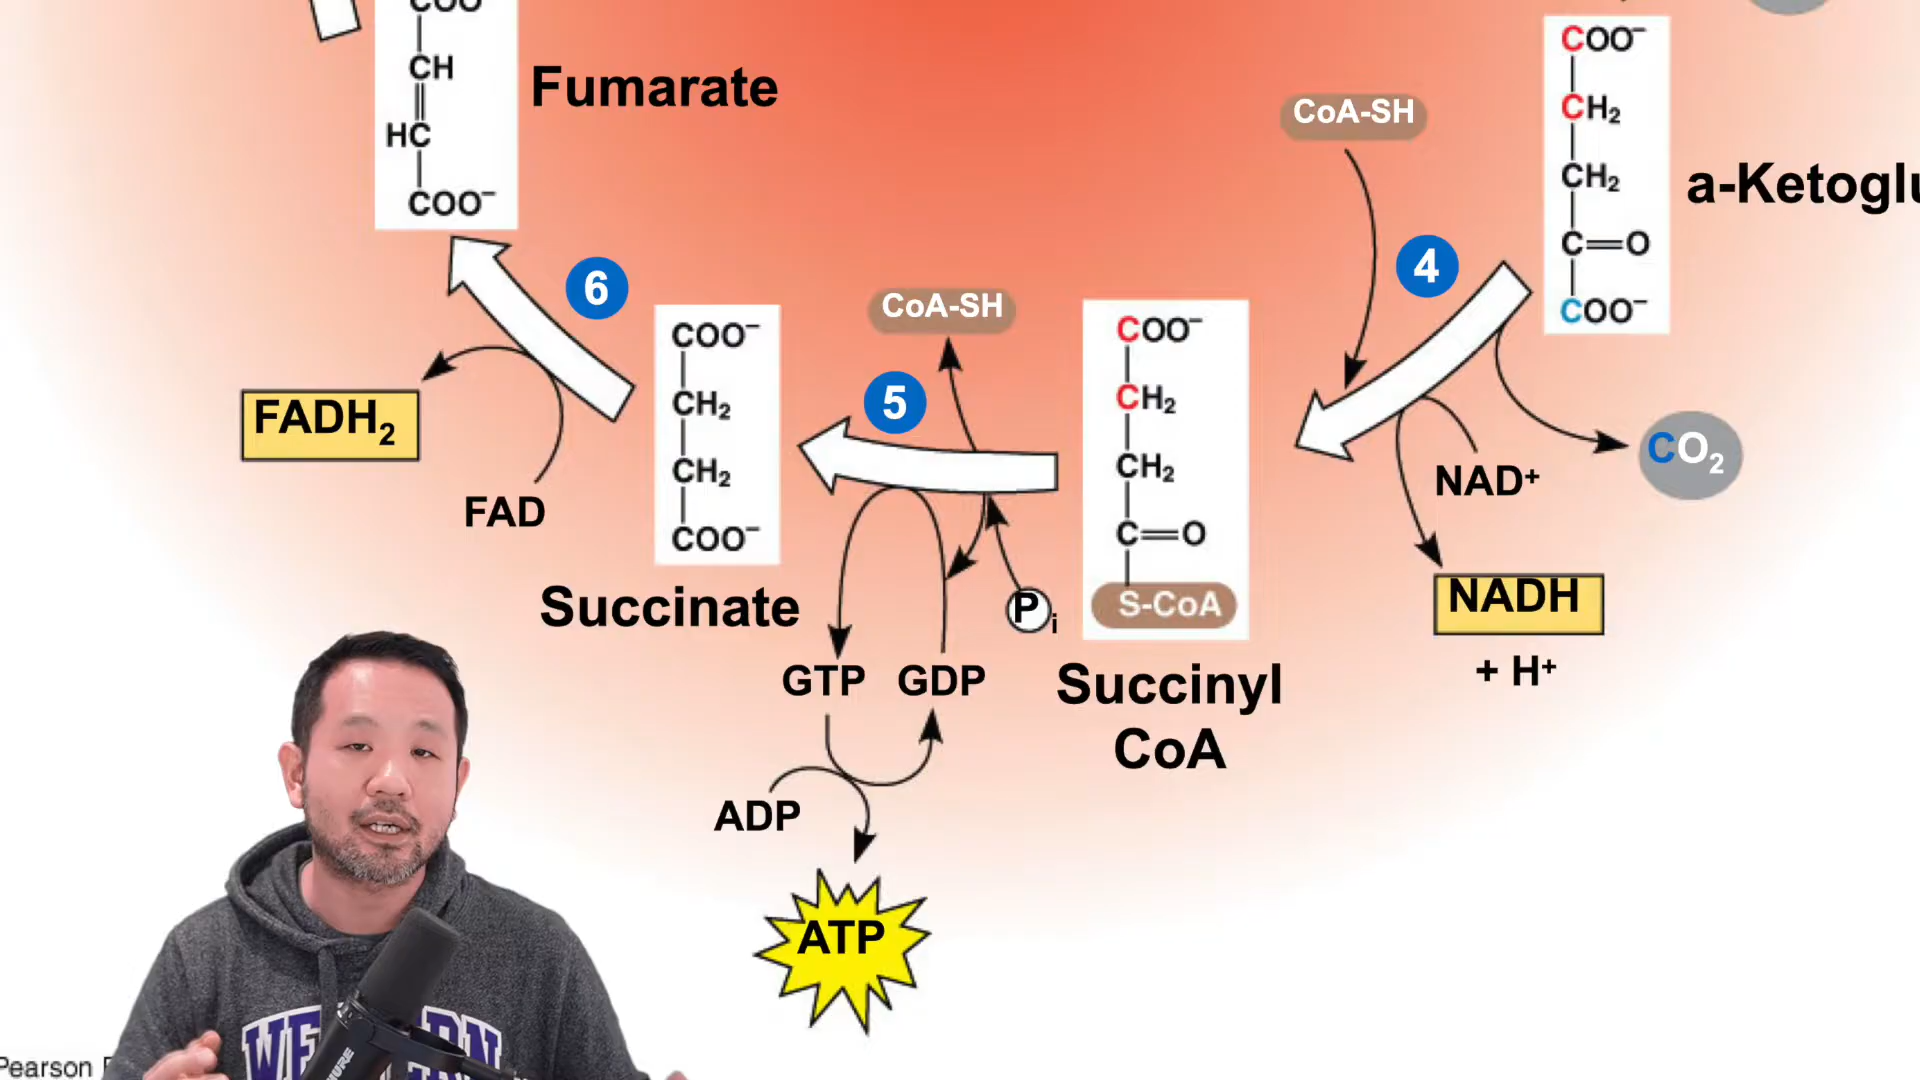 COO
CH
HC
COO⁻
Fumarate
CoA-SH
COO⁻
CH₂
CH₂
C=O
COO⁻
a-Ketoglu
4
6
CoA-SH
5
COO⁻
CH₂
CH₂
COO⁻
COO⁻
CH₂
CH₂
C=O
S-CoA
FADH₂
FAD
NAD⁺
CO₂
NADH
+ H⁺
Succinate
Pi
GTP
GDP
Succinyl
CoA
ADP
ATP
SHURE
Pearson